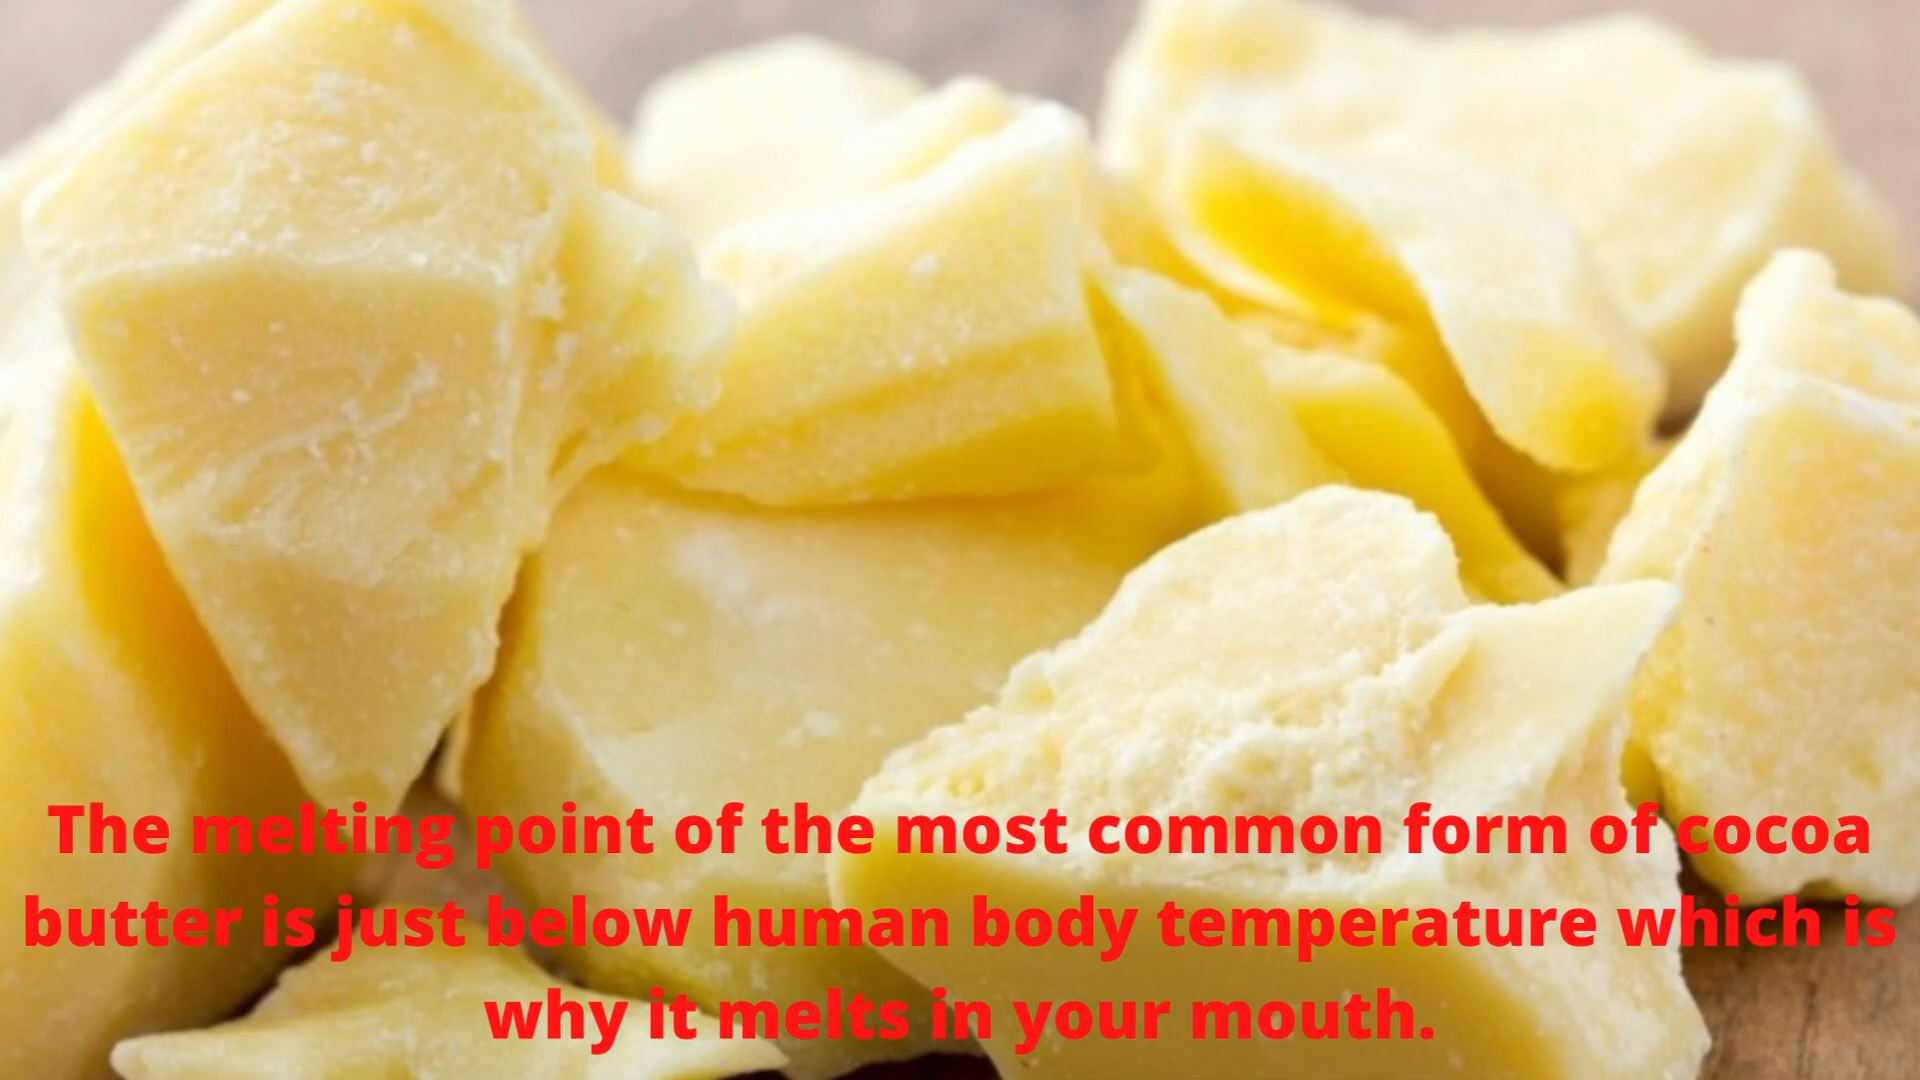 The melting point of the most common form of cocoa
butter is just below human body temperature which is
why it melts in your mouth.